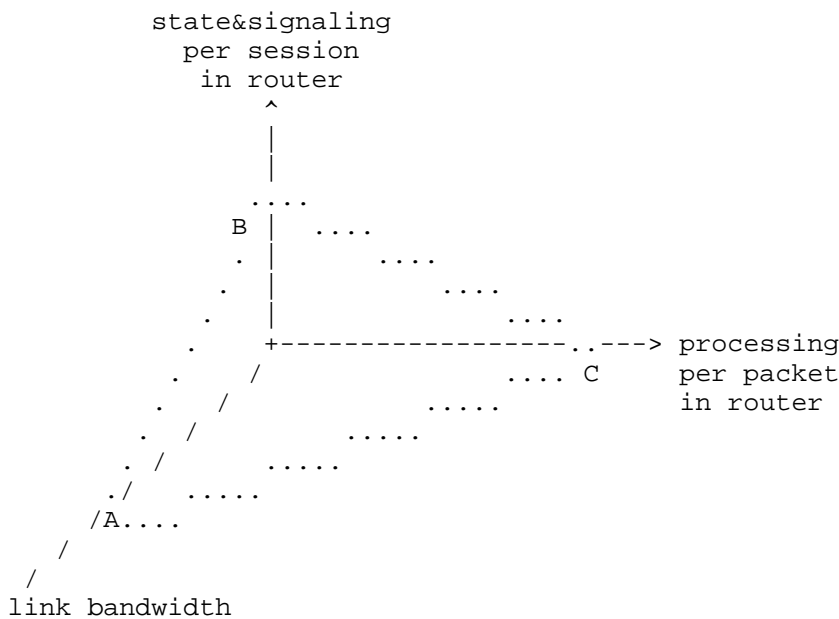 state&signaling
per session
in router
B
processing
C per packet
in router
A
link bandwidth